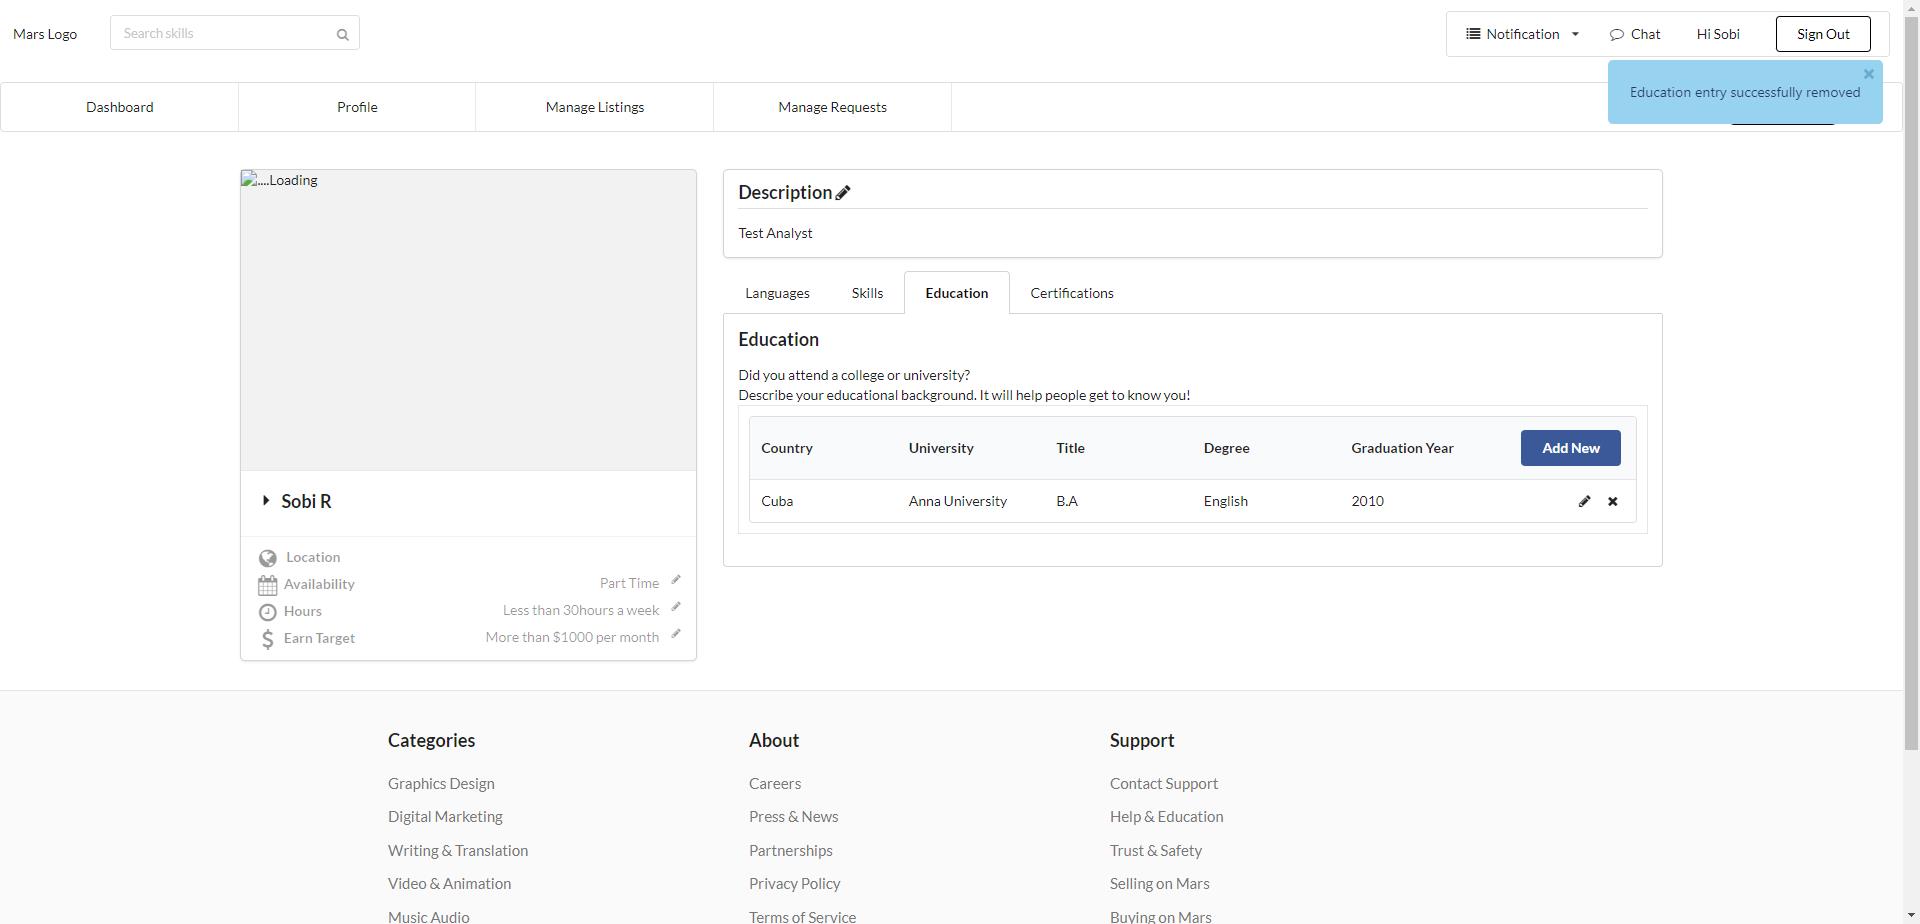 Mars Logo
Search skills
Notification
Chat
Hi Sobi
Sign Out
Education entry successfully removed
Dashboard
Profile
Manage Listings
Manage Requests
....Loading
Sobi R
Location
Availability
Part Time
Hours
Less than 30hours a week
Earn Target
More than $1000 per month
Description
Test Analyst
Languages
Skills
Education
Certifications
Education
Did you attend a college or university?
Describe your educational background. It will help people get to know you!
Country University Title Degree Graduation Year Add New
Cuba Anna University B.A English 2010
Categories
Graphics Design
Digital Marketing
Writing & Translation
Video & Animation
Music Audio
About
Careers
Press & News
Partnerships
Privacy Policy
Terms of Service
Support
Contact Support
Help & Education
Trust & Safety
Selling on Mars
Buying on Mars